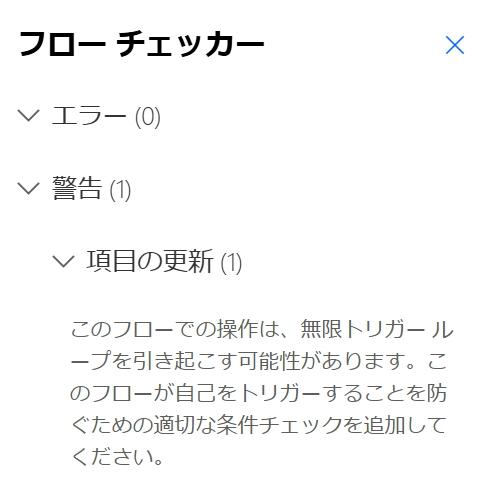 フロー チェッカー
エラー (0)
警告 (1)
項目の更新 (1)
このフローでの操作は、無限トリガー ル
ープを引き起こす可能性があります。こ
のフローが自己をトリガーすることを防
ぐための適切な条件チェックを追加して
ください。